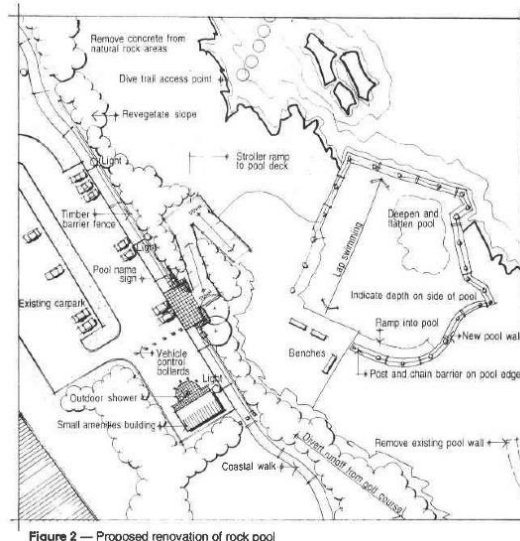 Remove concrete from
natural rock areas
Dive trail access point
Revegetate slope
Light
Stroller ramp
to pool deck
Timber
barrier fence
Light
Deepen and
flatten pool
Lap swimming
Pool name
sign
Existing carpark
Indicate depth on side of pool
Ramp into pool
New pool wall
Vehicle
control
bollards
Benches
Post and chain barrier on pool edge
Light
Outdoor shower
Small amenities building
Divert runoff from golf course
Remove existing pool wall
Coastal walk
Figure 2 — Proposed renovation of rock pool